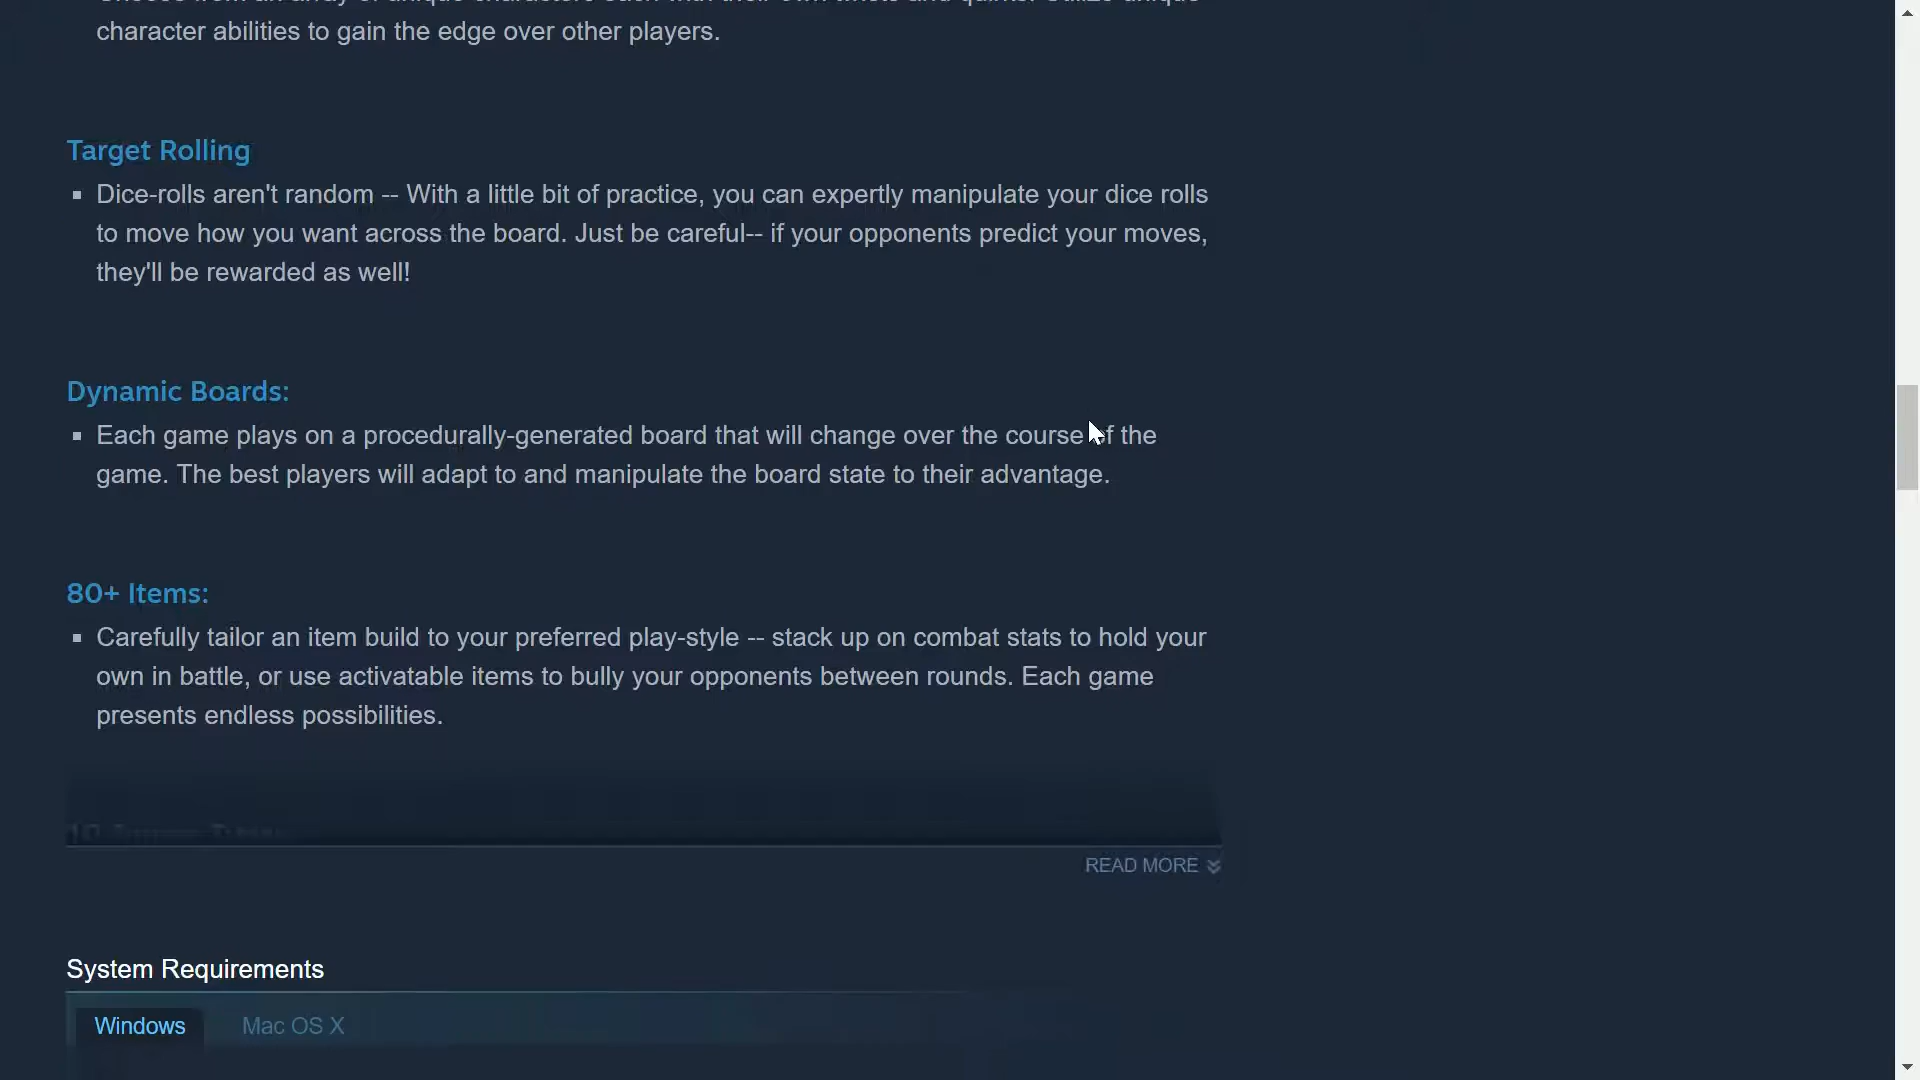 character abilities to gain the edge over other players.
Target Rolling
▪ Dice-rolls aren't random -- With a little bit of practice, you can expertly manipulate your dice rolls
to move how you want across the board. Just be careful-- if your opponents predict your moves,
they'll be rewarded as well!
Dynamic Boards:
▪ Each game plays on a procedurally-generated board that will change over the course of the
game. The best players will adapt to and manipulate the board state to their advantage.
80+ Items:
▪ Carefully tailor an item build to your preferred play-style -- stack up on combat stats to hold your
own in battle, or use activatable items to bully your opponents between rounds. Each game
presents endless possibilities.
READ MORE
System Requirements
Windows Mac OS X